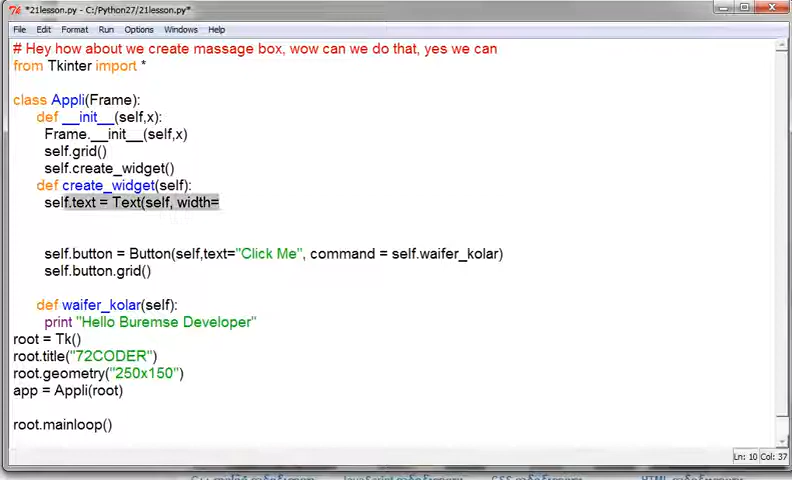 *21lesson.py - C:/Python27/21lesson.py*
File Edit Format Run Options Windows Help
# Hey how about we create massage box, wow can we do that, yes we can
from Tkinter import *
class Appli(Frame):
def __init__(self,x):
Frame.__init__(self,x)
self.grid()
self.create_widget()
def create_widget(self):
self.text = Text(self, width=
self.button = Button(self,text="Click Me", command = self.waifer_kolar)
self.button.grid()
def waifer_kolar(self):
print "Hello Buremse Developer"
root = Tk()
root.title("72CODER")
root.geometry("250x150")
app = Appli(root)
root.mainloop()
Ln: 10 Col: 37